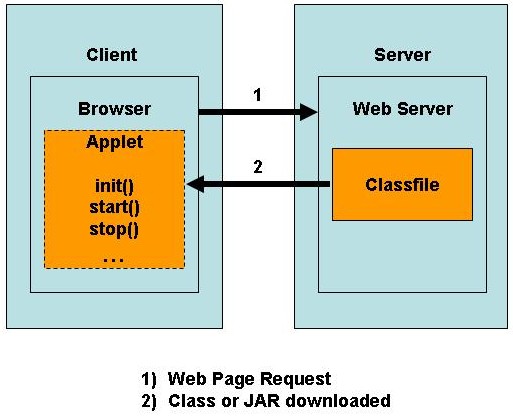 Client
Server
Browser
1
Web Server
Applet
2
Classfile
init()
start()
stop()
...
1) Web Page Request
2) Class or JAR downloaded